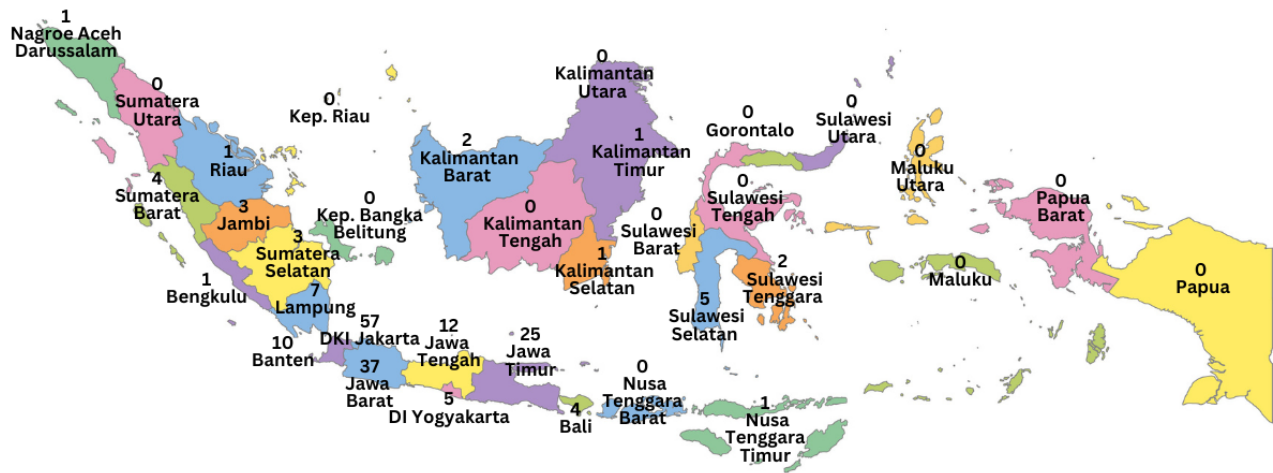 1
Nagroe Aceh
Darussalam
0
Sumatera
Utara
0
Kep. Riau
1
Riau
4
Sumatera
Barat
3
Jambi
0
Kep. Bangka
Belitung
3
Sumatera
Selatan
1
Bengkulu
7
Lampung
10
Banten
57
DKI Jakarta
37
Jawa
Barat
12
Jawa
Tengah
5
DI Yogyakarta
25
Jawa
Timur
4
Bali
0
Nusa
Tenggara
Barat
1
Nusa
Tenggara
Timur
2
Kalimantan
Barat
0
Kalimantan
Utara
1
Kalimantan
Timur
0
Kalimantan
Tengah
1
Kalimantan
Selatan
0
Gorontalo
0
Sulawesi
Utara
0
Sulawesi
Tengah
0
Sulawesi
Barat
5
Sulawesi
Selatan
2
Sulawesi
Tenggara
0
Maluku
Utara
0
Maluku
0
Papua
Barat
0
Papua